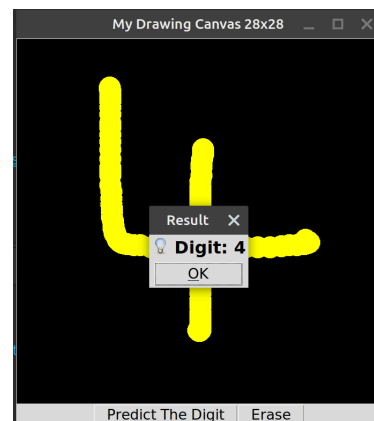 My Drawing Canvas 28x28
Result
Digit: 4
OK
Predict The Digit
Erase